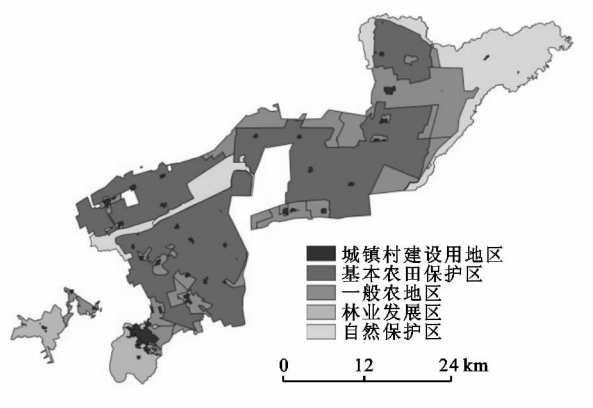 城镇村建设用地区
基本农田保护区
一般农地区
林业发展区
自然保护区
0 12 24 km